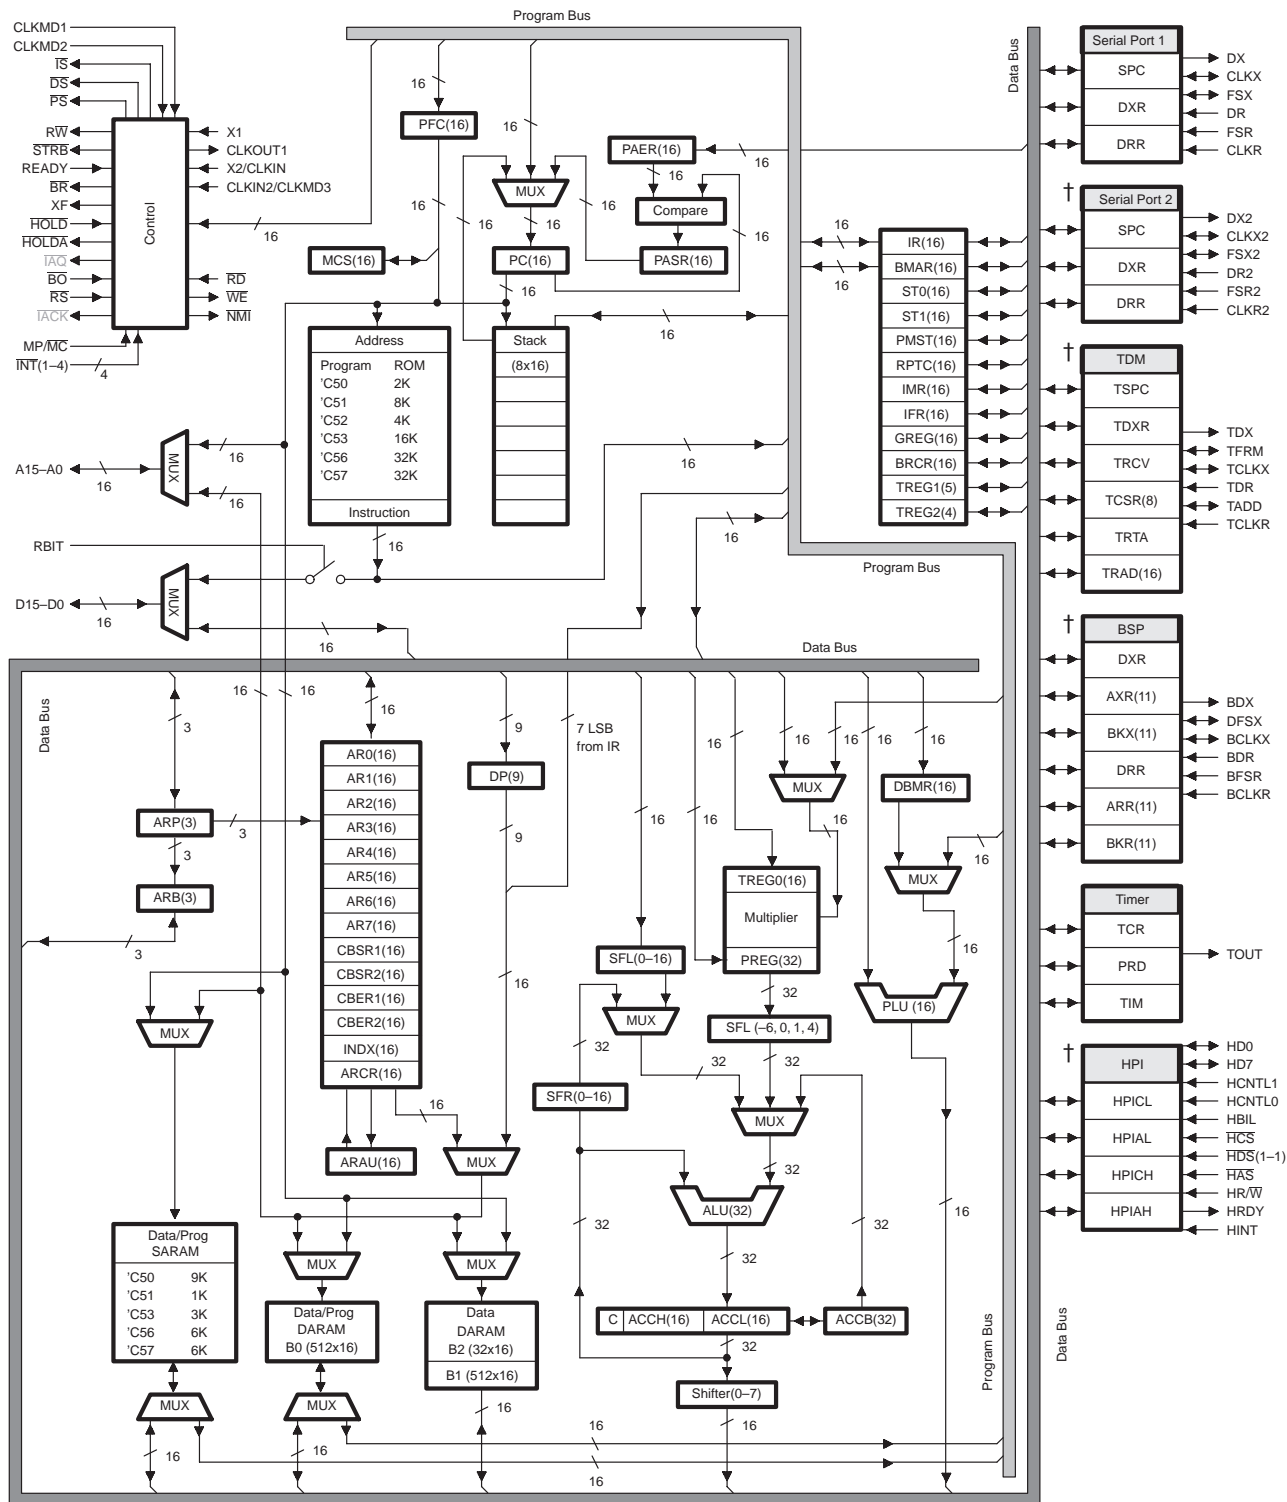 Program Bus
CLKMD1
CLKMD2
IS
DS
PS
RW
STRB
READY
BR
XF
HOLD
HOLDA
IAQ
BO
RS
IACK
MP/MC
INT(1–4)
4
Control
X1
CLKOUT1
X2/CLKIN
CLKIN2/CLKMD3
RD
WE
NMI
16
16
PFC(16)
16
MCS(16)
16
MUX
16
16
PC(16)
16
PAER(16)
16
16
Compare
PASR(16)
16
Stack
(8x16)
16
Address
Program ROM
'C50 2K
'C51 8K
'C52 4K
'C53 16K
'C56 32K
'C57 32K
Instruction
16
16
16
A15–A0
16
MUX
16
16
RBIT
D15–D0
16
MUX
16
16
16
IR(16)
BMAR(16)
ST0(16)
ST1(16)
PMST(16)
RPTC(16)
IMR(16)
IFR(16)
GREG(16)
BRCR(16)
TREG1(5)
TREG2(4)
Program Bus
Data Bus
Serial Port 1
SPC
DXR
DRR
DX
CLKX
FSX
DR
FSR
CLKR
†
Serial Port 2
SPC
DXR
DRR
DX2
CLKX2
FSX2
DR2
FSR2
CLKR2
†
TDM
TSPC
TDXR
TRCV
TCSR(8)
TRTA
TRAD(16)
TDX
TFRM
TCLKX
TDR
TADD
TCLKR
†
BSP
DXR
AXR(11)
BKX(11)
DRR
ARR(11)
BKR(11)
BDX
DFSX
BCLKX
BDR
BFSR
BCLKR
Timer
TCR
PRD
TIM
TOUT
†
HPI
HPICL
HPIAL
HPICH
HPIAH
HD0
HD7
HCNTL1
HCNTL0
HBIL
HCS
HDS(1–1)
HAS
HR/W
HRDY
HINT
Data Bus
Data Bus
3
16
16
16
9
7 LSB
from IR
16
16
16
16
16
ARP(3)
3
3
ARB(3)
3
AR0(16)
AR1(16)
AR2(16)
AR3(16)
AR4(16)
AR5(16)
AR6(16)
AR7(16)
CBSR1(16)
CBSR2(16)
CBER1(16)
CBER2(16)
INDX(16)
ARCR(16)
ARAU(16)
16
DP(9)
9
16
MUX
MUX
MUX
16
DBMR(16)
16
16
MUX
16
16
TREG0(16)
Multiplier
PREG(32)
32
SFL(0–16)
MUX
32
SFL (–6, 0, 1, 4)
PLU (16)
32
32
SFR(0–16)
MUX
32
ALU(32)
32
32
32
16
C ACCH(16) ACCL(16)
ACCB(32)
32
Shifter(0–7)
16
Data/Prog
SARAM
'C50 9K
'C51 1K
'C53 3K
'C56 6K
'C57 6K
MUX
16
MUX
Data/Prog
DARAM
B0 (512x16)
MUX
16
MUX
Data
DARAM
B2 (32x16)
B1 (512x16)
16
16
16
Program Bus
Data Bus